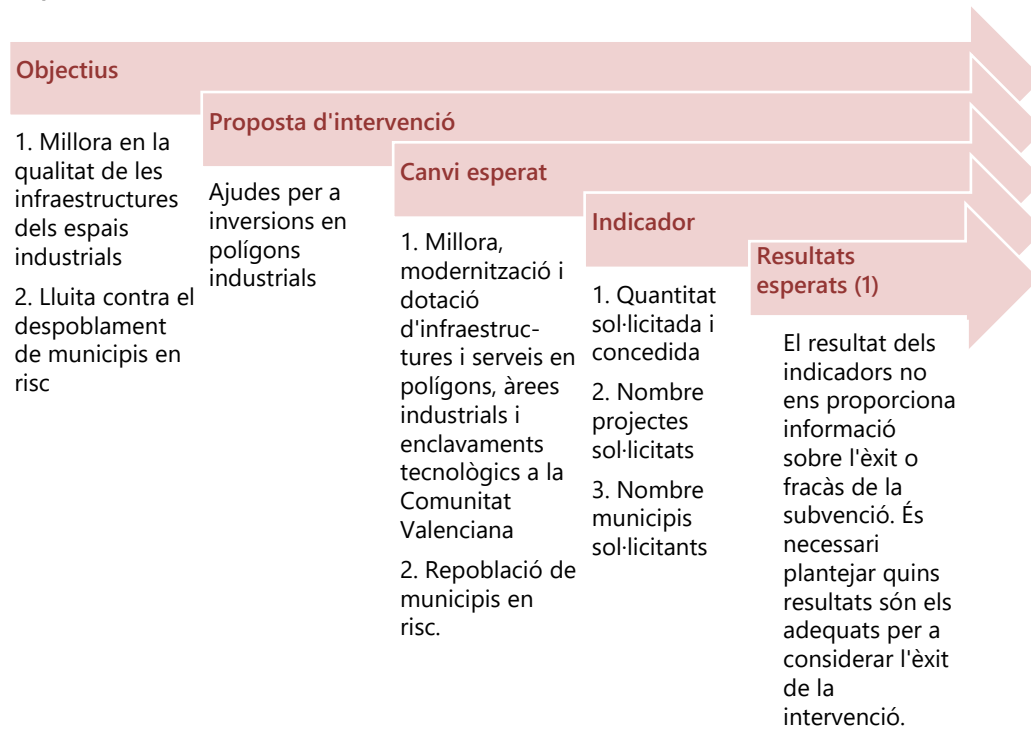 Objectius
1. Millora en la
qualitat de les
infraestructures
dels espais
industrials
2. Lluita contra el
despoblament
de municipis en
risc
Proposta d'intervenció
Ajudes per a
inversions en
polígons
industrials
Canvi esperat
1. Millora,
modernització i
dotació
d'infraestruc-
tures i serveis en
polígons, àrees
industrials i
enclavaments
tecnològics a la
Comunitat
Valenciana
2. Repoblació de
municipis en
risc.
Indicador
1. Quantitat
sol·licitada i
concedida
2. Nombre
projectes
sol·licitats
3. Nombre
municipis
sol·licitants
Resultats
esperats (1)
El resultat dels
indicadors no
ens proporciona
informació
sobre l'èxit o
fracàs de la
subvenció. És
necessari
plantejar quins
resultats són els
adequats per a
considerar l'èxit
de la
intervenció.